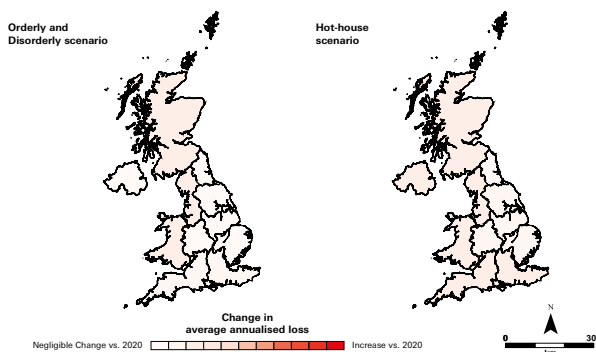 Orderly and
Disorderly scenario
Hot-house
scenario
Change in
average annualised loss
Negligible Change vs. 2020
Increase vs. 2020
N
0 30